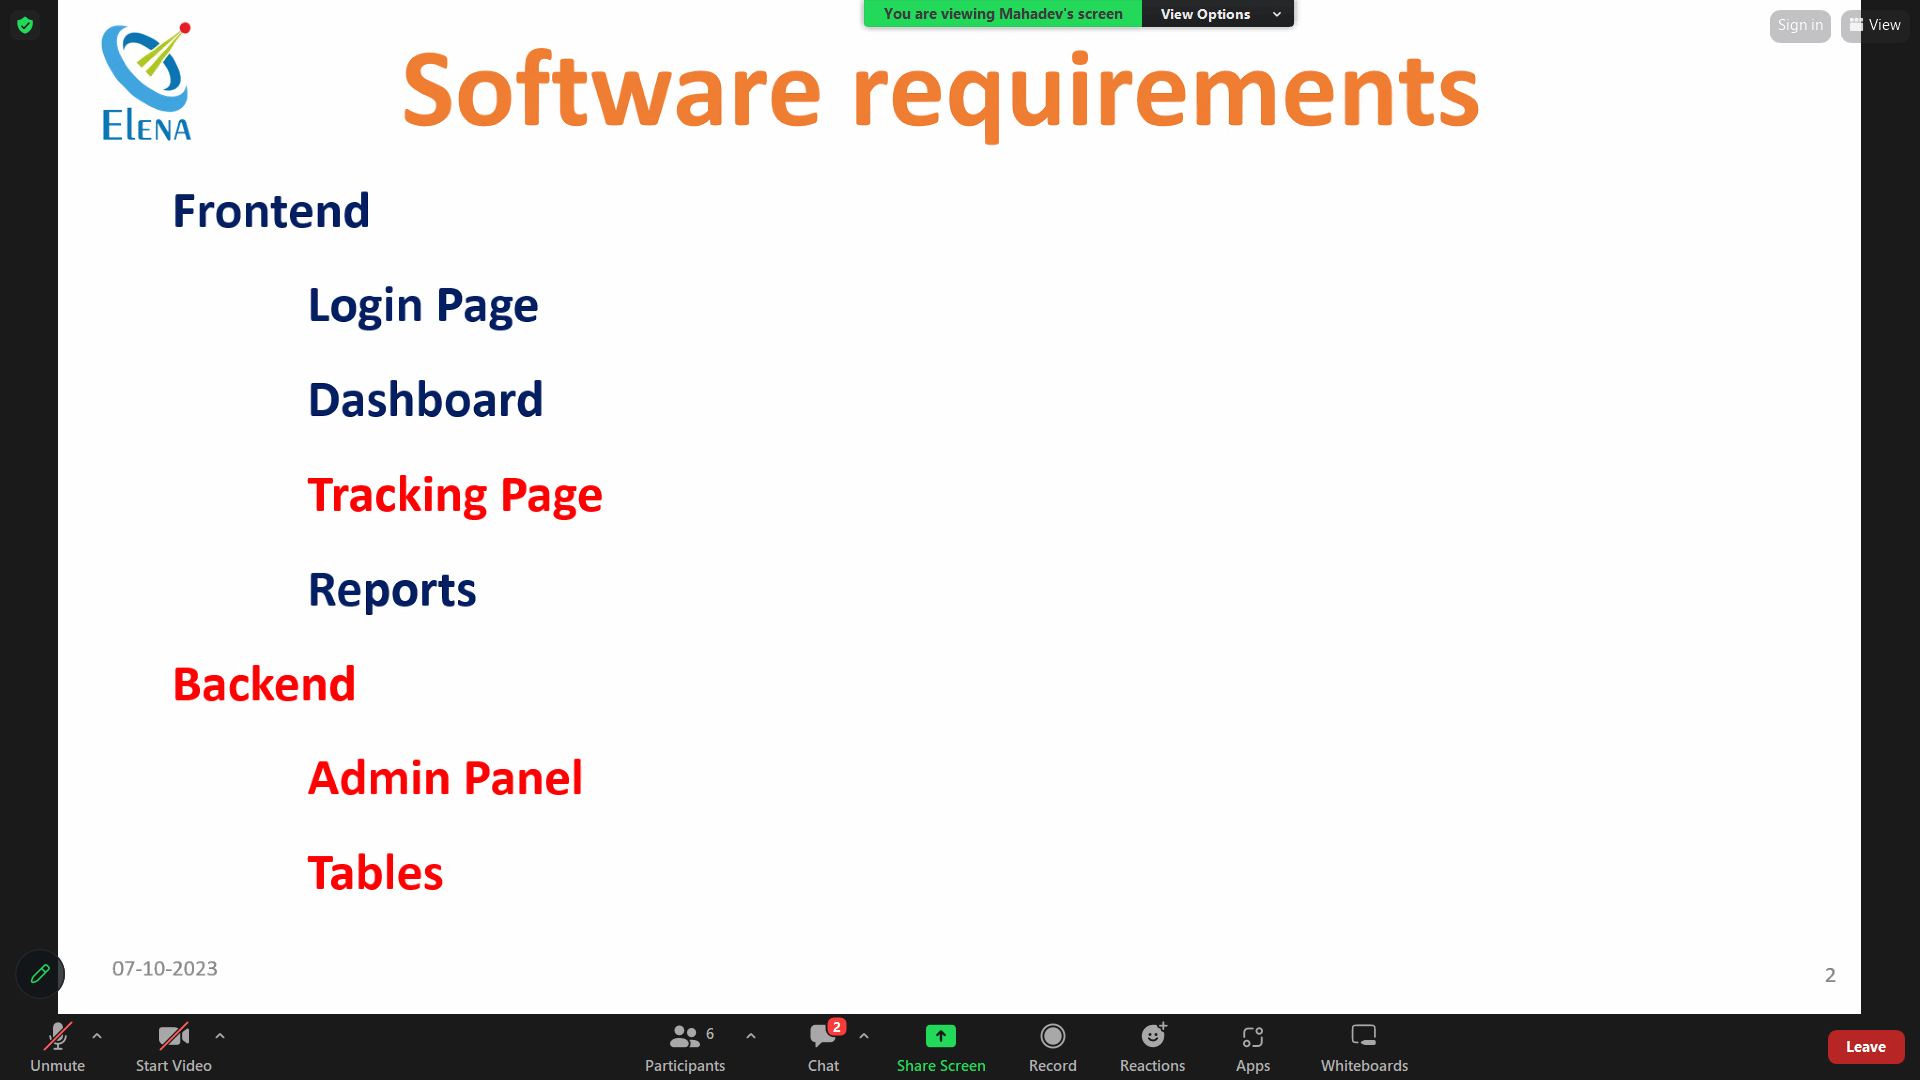 You are viewing Mahadev's screen View Options
Sign in View
ELENA
Software requirements
Frontend
Login Page
Dashboard
Tracking Page
Reports
Backend
Admin Panel
Tables
07-10-2023
2
6
2
Unmute Start Video Participants Chat Share Screen Record Reactions Apps Whiteboards Leave